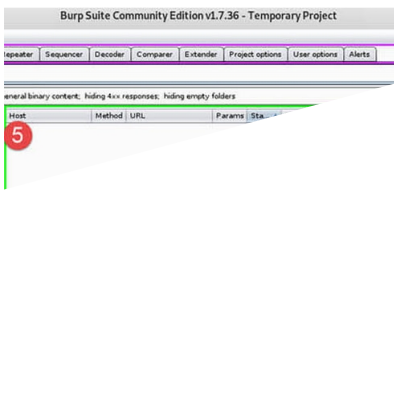 Burp Suite Community Edition v1.7.36 - Temporary Project
Repeater Sequencer Decoder Comparer Extender Project options User options Alerts
general binary content; hiding 4xx responses; hiding empty folders
Host Method URL Params Sta...
5